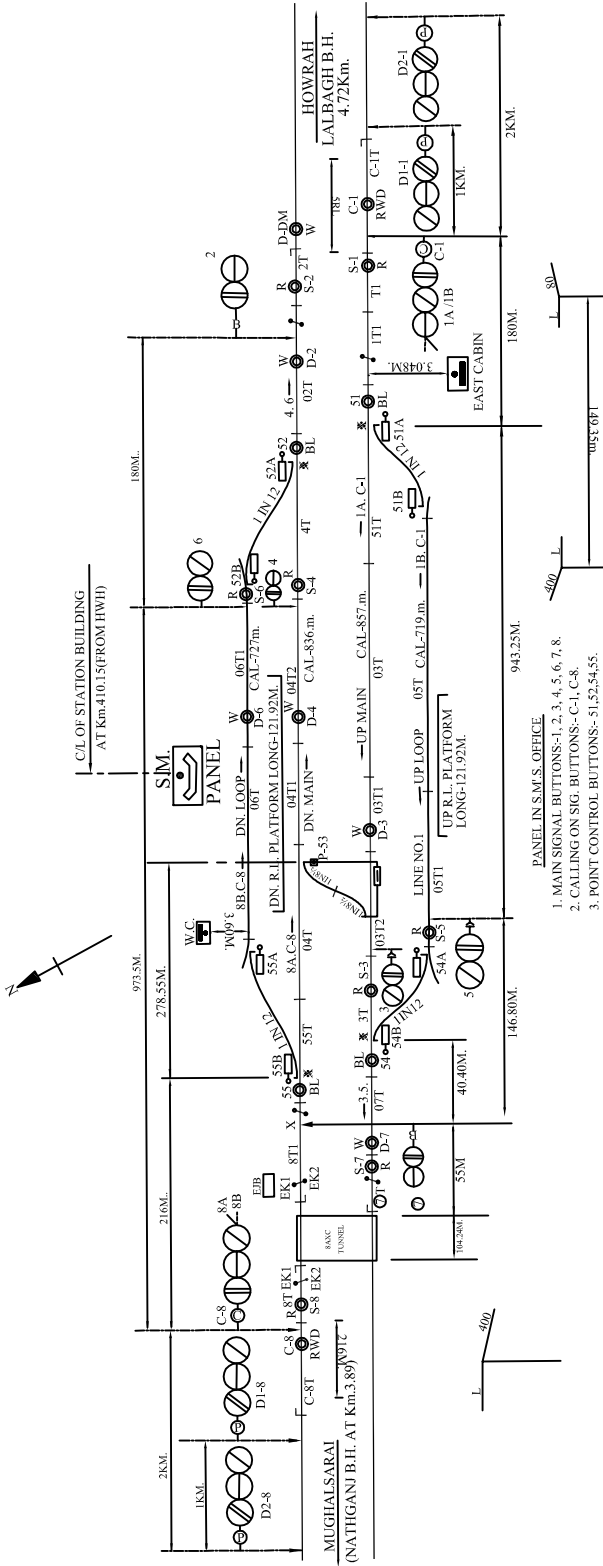 HOWRAH
LALBAGH B.H.
4.72Km.
D2-1
P
2KM.
D1-1
P
C-1T
1KM.
C-1
RWD
D-DM
W
2T
R
S-2
2
B
S-1
R
T1
C
C-1
1A /1B
1T1
180M.
3.048M.
EAST CABIN
80
L
149.35m.
400
L
W
D-2
02T
4. 6
51
BL
51A
1 IN 12
51B
180M.
52
BL
52A
1 IN 12
52B
4T
1A. C-1
51T
1B. C-1
6
4
R
S-6
R
S-4
C/L OF STATION BUILDING
AT Km.410.15(FROM HWH)
06T1
CAL-727m.
04T2
CAL-836.m.
CAL-857.m.
03T
CAL-719.m.
05T
943.25M.
W
D-6
W
D-4
S.M.
PANEL
DN. LOOP
06T
04T1
DN. MAIN
UP MAIN
UP LOOP
DN. R.L. PLATFORM LONG-121.92M.
03T1
UP R.L. PLATFORM
LONG-121.92M.
W
D-3
P-53
1IN8½
1IN8½
LINE NO.1
05T1
8B.C-8
8A.C-8
04T
03T2
W.C.
3.60M.
55A
1 IN 12
55B
55T
55
BL
N
973.5M.
278.55M.
216M..
R
S-3
3
3T
R
S-5
5
54A
1IN12
54B
54
BL
146.80M.
40.40M.
3.5.
07T
X
8T1
W
D-7
S-7
R
B
7T
7
55M
EJB
EK1
EK2
8AXC
TUNNEL
104.24M.
EK1
EK2
8A
8B
C
C-8
R
8T
S-8
C-8
RWD
C-8T
216M.
D1-8
P
D2-8
P
2KM.
1KM.
MUGHALSARAI
(NATHGANJ B.H. AT Km.3.89)
400
L
PANEL IN S.M'.S. OFFICE
1. MAIN SIGNAL BUTTONS:-1, 2, 3, 4, 5, 6, 7, 8.
2. CALLING ON SIG. BUTTONS:- C-1, C-8.
3. POINT CONTROL BUTTONS:- 51,52,54,55.